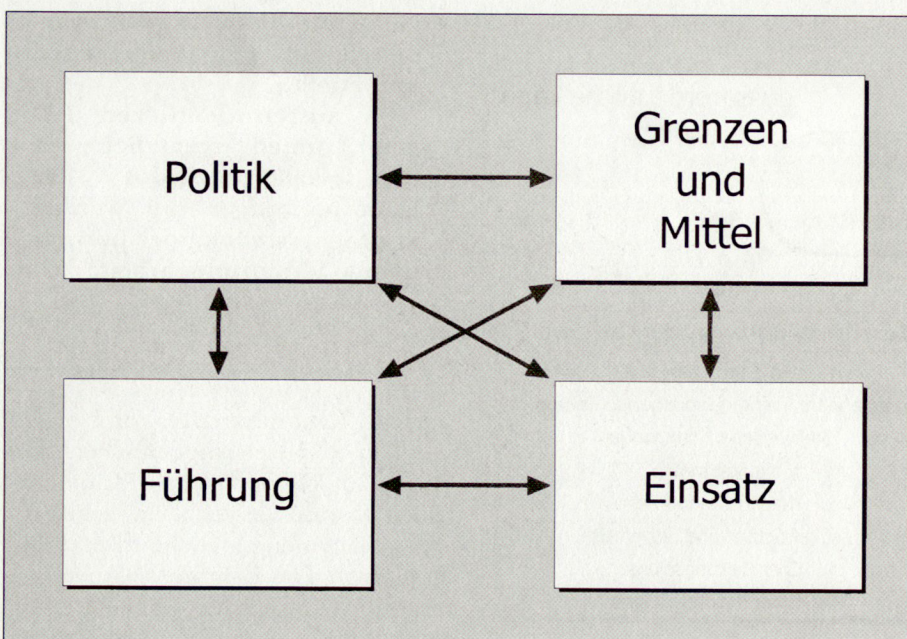 Politik
Grenzen
und
Mittel
Führung
Einsatz